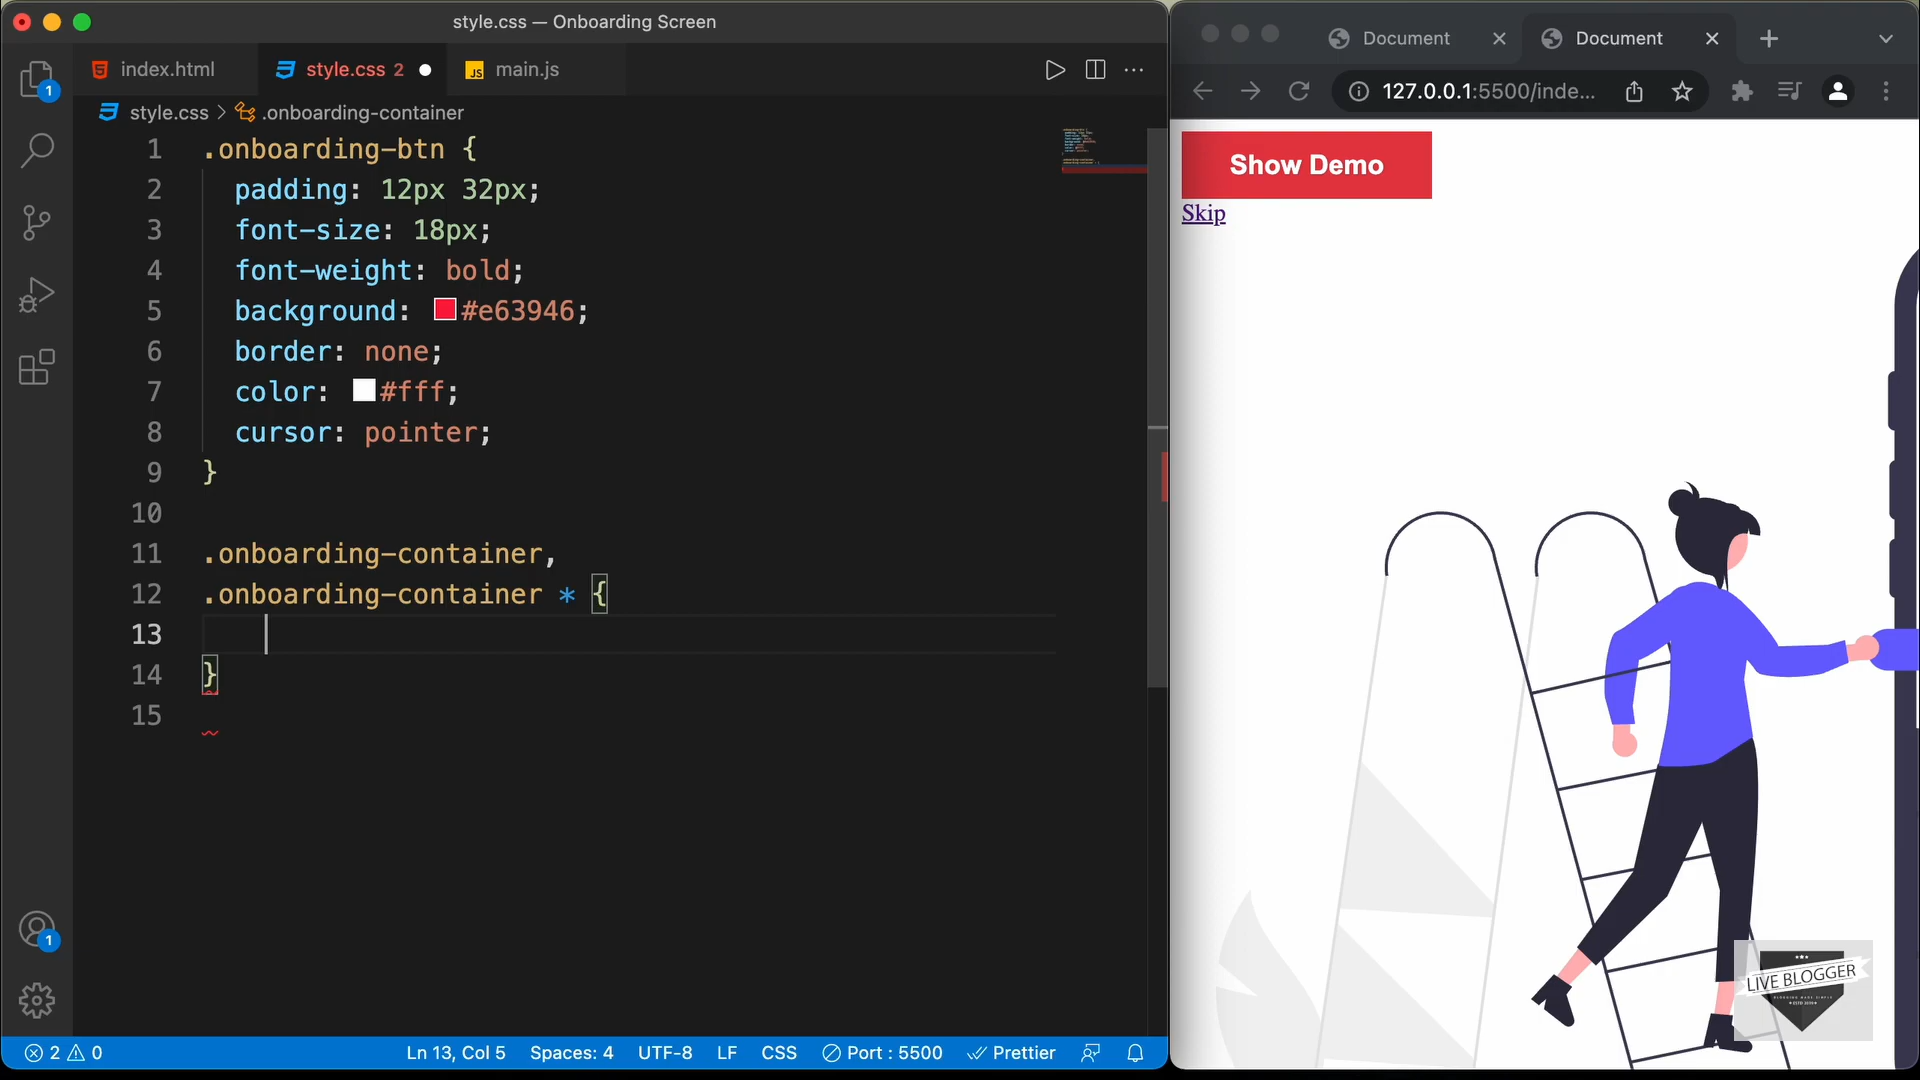 style.css — Onboarding Screen
index.html
style.css 2
JS main.js
style.css > .onboarding-container
1 .onboarding-btn {
2 padding: 12px 32px;
3 font-size: 18px;
4 font-weight: bold;
5 background: #e63946;
6 border: none;
7 color: #fff;
8 cursor: pointer;
9 }
10
11 .onboarding-container,
12 .onboarding-container * {
13
14 }
15
1
1
2 0
Ln 13, Col 5
Spaces: 4
UTF-8
LF
CSS
Port : 5500
Prettier
Document
Document
127.0.0.1:5500/inde...
Show Demo
Skip
LIVE BLOGGER